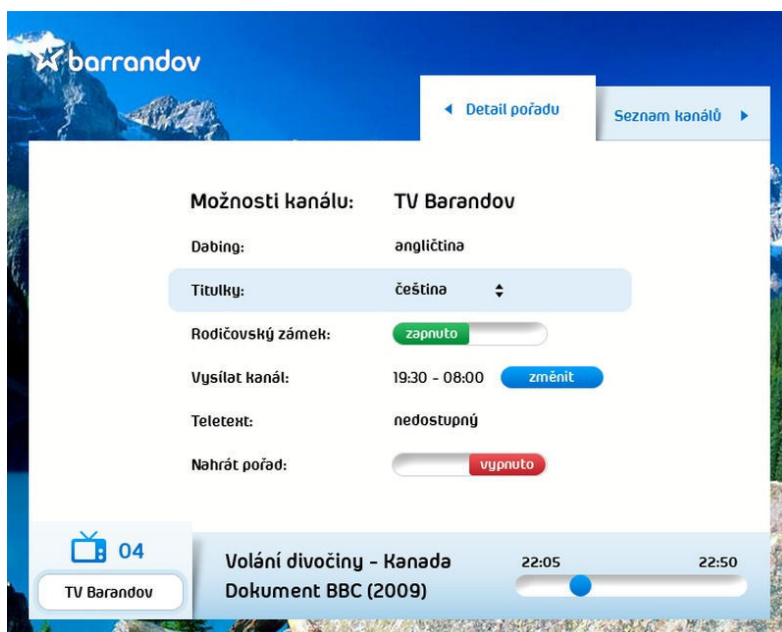 barrandov
Detail pořadu
Seznam kanálů
Možnosti kanálu: TV Barandov
Dabing: angličtina
Titulky: čeština
Rodičovský zámek: zapnuto
Vysílat kanál: 19:30 - 08:00 změnit
Teletext: nedostupný
Nahrát pořad: vypnuto
04
TV Barandov
Volání divočiny - Kanada
Dokument BBC (2009)
22:05 22:50